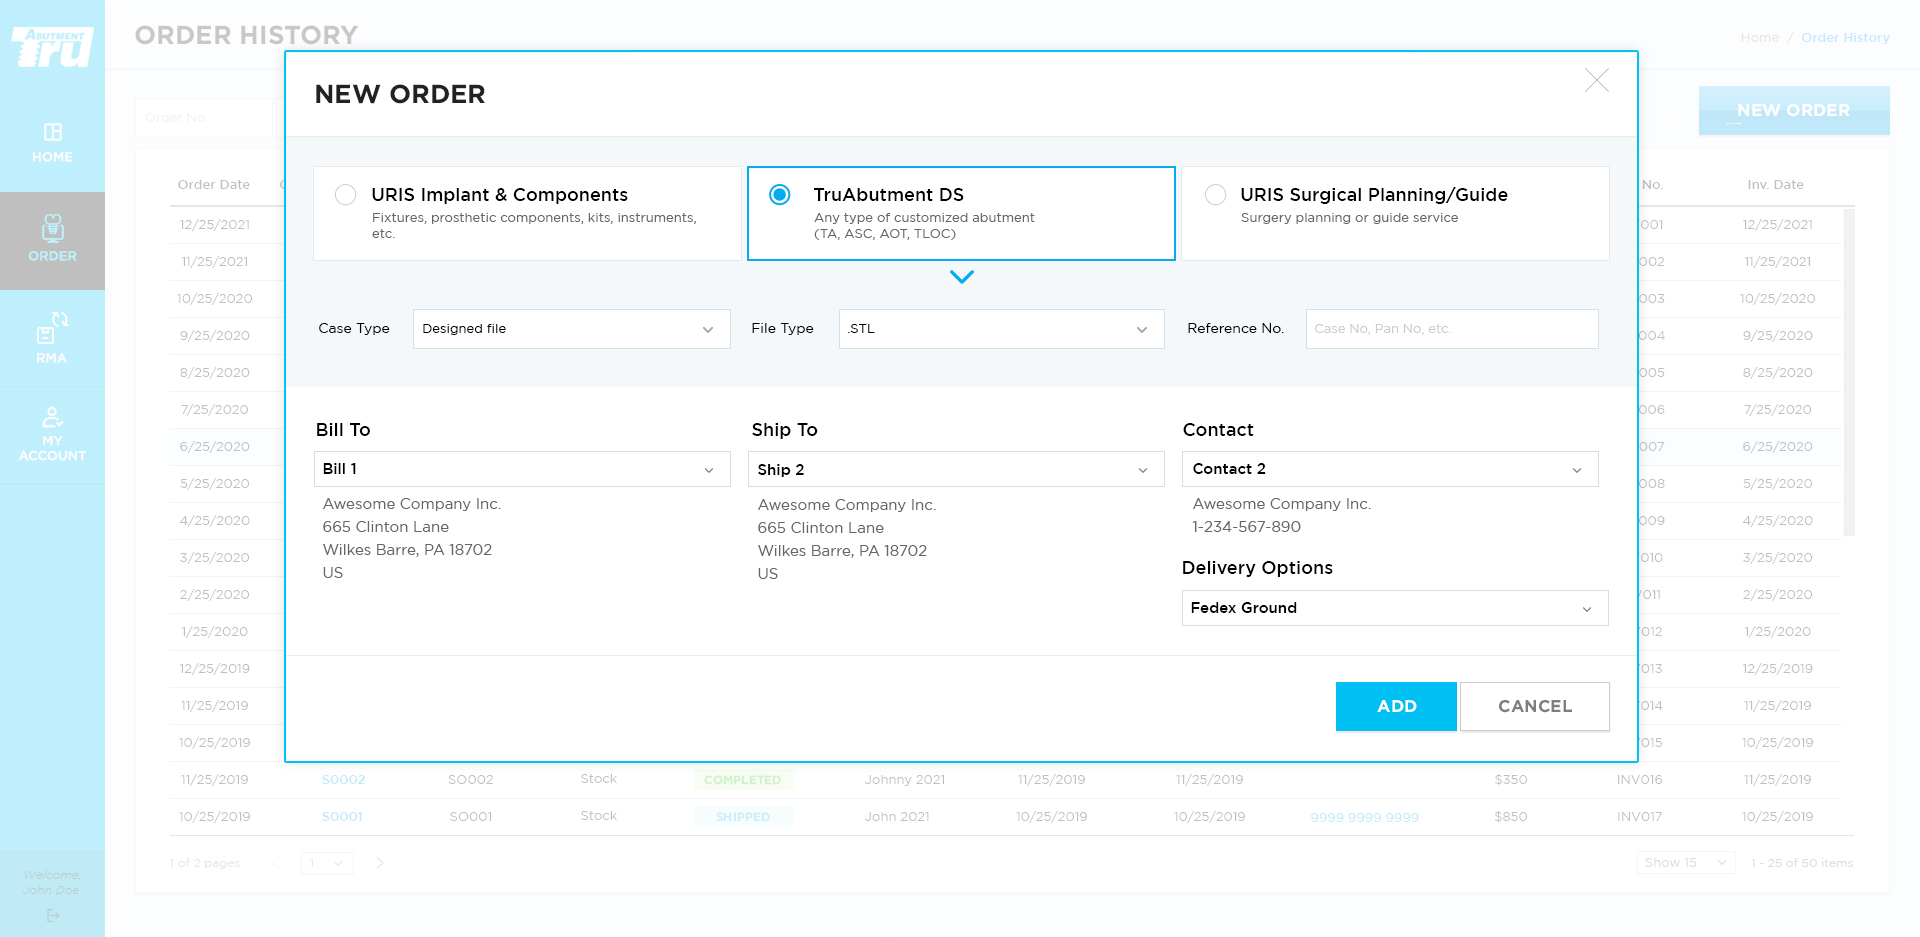 ABUTMENT
Tru
ORDER HISTORY
Home / Order History
HOME
ORDER
RMA
MY
ACCOUNT
Welcome,
John Doe
Order No
NEW ORDER
NEW ORDER
URIS Implant & Components
Fixtures, prosthetic components, kits, instruments,
etc.
TruAbutment DS
Any type of customized abutment
(TA, ASC, AOT, TLOC)
URIS Surgical Planning/Guide
Surgery planning or guide service
Case Type
Designed file
File Type
.STL
Reference No.
Case No, Pan No, etc.
Bill To
Bill 1
Awesome Company Inc.
665 Clinton Lane
Wilkes Barre, PA 18702
US
Ship To
Ship 2
Awesome Company Inc.
665 Clinton Lane
Wilkes Barre, PA 18702
US
Contact
Contact 2
Awesome Company Inc.
1-234-567-890
Delivery Options
Fedex Ground
ADD
CANCEL
Order Date No. Inv. Date
12/25/2021 001 12/25/2021
11/25/2021 002 11/25/2021
10/25/2020 003 10/25/2020
9/25/2020 004 9/25/2020
8/25/2020 005 8/25/2020
7/25/2020 006 7/25/2020
6/25/2020 007 6/25/2020
5/25/2020 008 5/25/2020
4/25/2020 009 4/25/2020
3/25/2020 010 3/25/2020
2/25/2020 011 2/25/2020
1/25/2020 012 1/25/2020
12/25/2019 013 12/25/2019
11/25/2019 014 11/25/2019
10/25/2019 015 10/25/2019
11/25/2019 S0002 SO002 Stock COMPLETED Johnny 2021 11/25/2019 11/25/2019 $350 INV016 11/25/2019
10/25/2019 S0001 SO001 Stock SHIPPED John 2021 10/25/2019 10/25/2019 9999 9999 9999 $850 INV017 10/25/2019
1 of 2 pages 1 Show 15 1 - 25 of 50 items